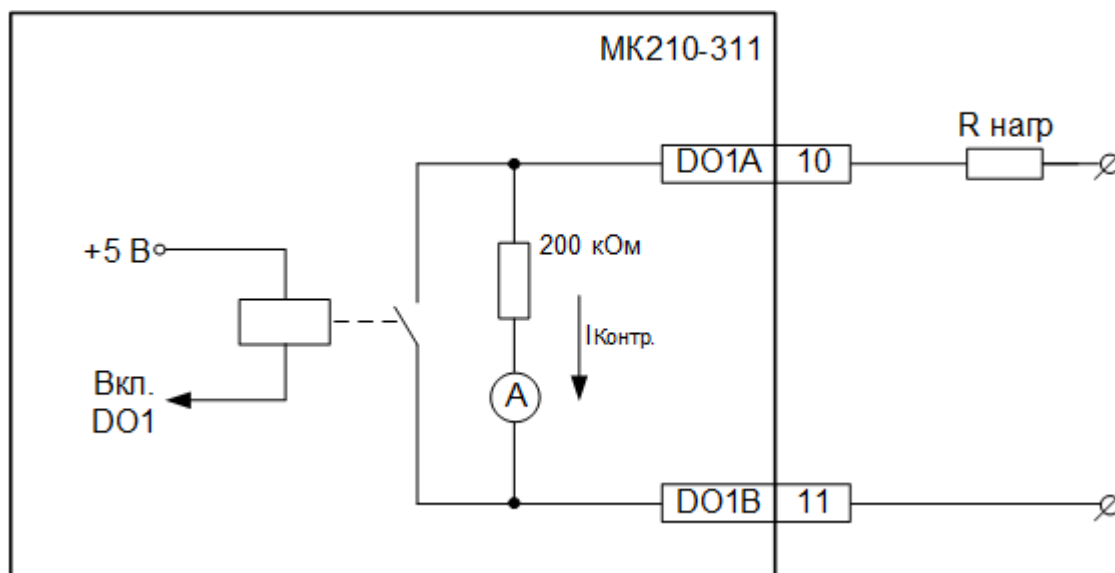 МК210-311
R нагр
DO1A 10
200 кОм
+5 В
IКонтр.
Вкл.
DO1
A
DO1B 11